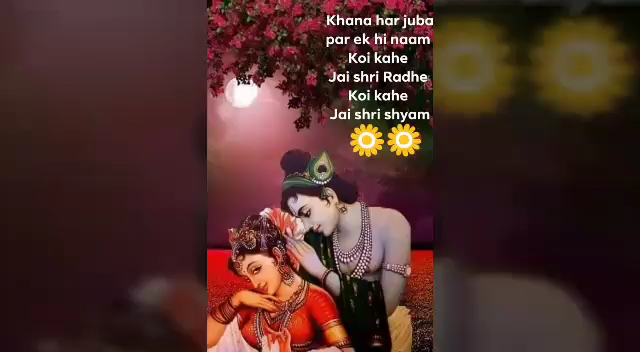 Khana har juba
par ek hi naam
Koi kahe
Jai shri Radhe
Koi kahe
Jai shri shyam